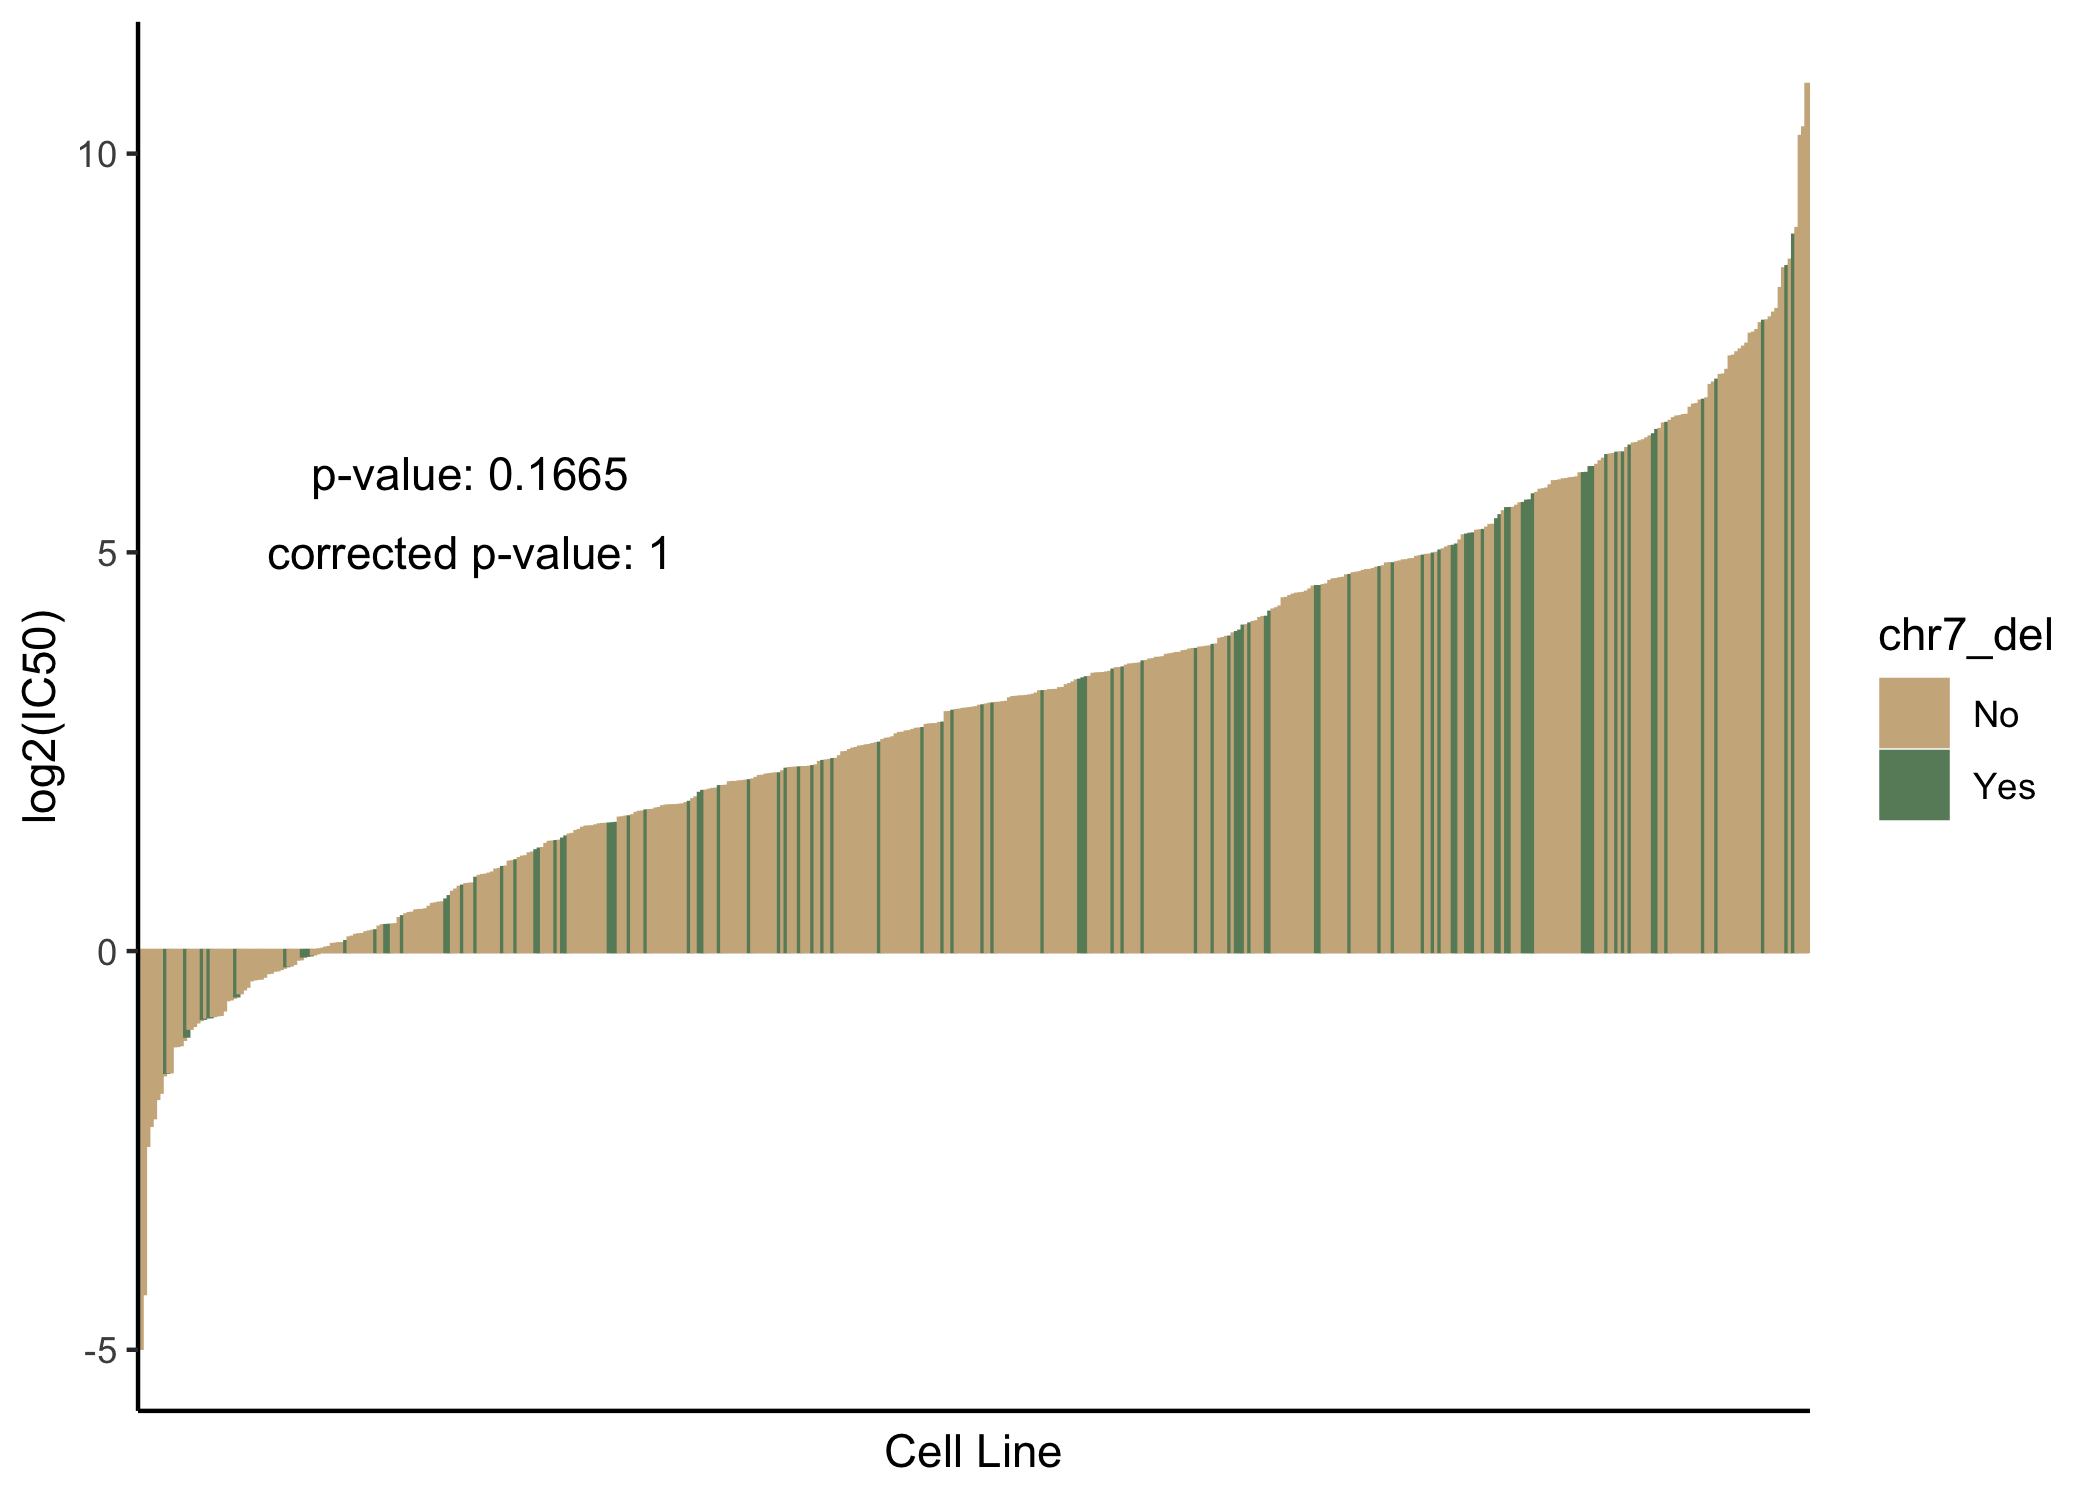 10
5
0
-5
log2(IC50)
p-value: 0.1665
corrected p-value: 1
Cell Line
chr7_del
No
Yes